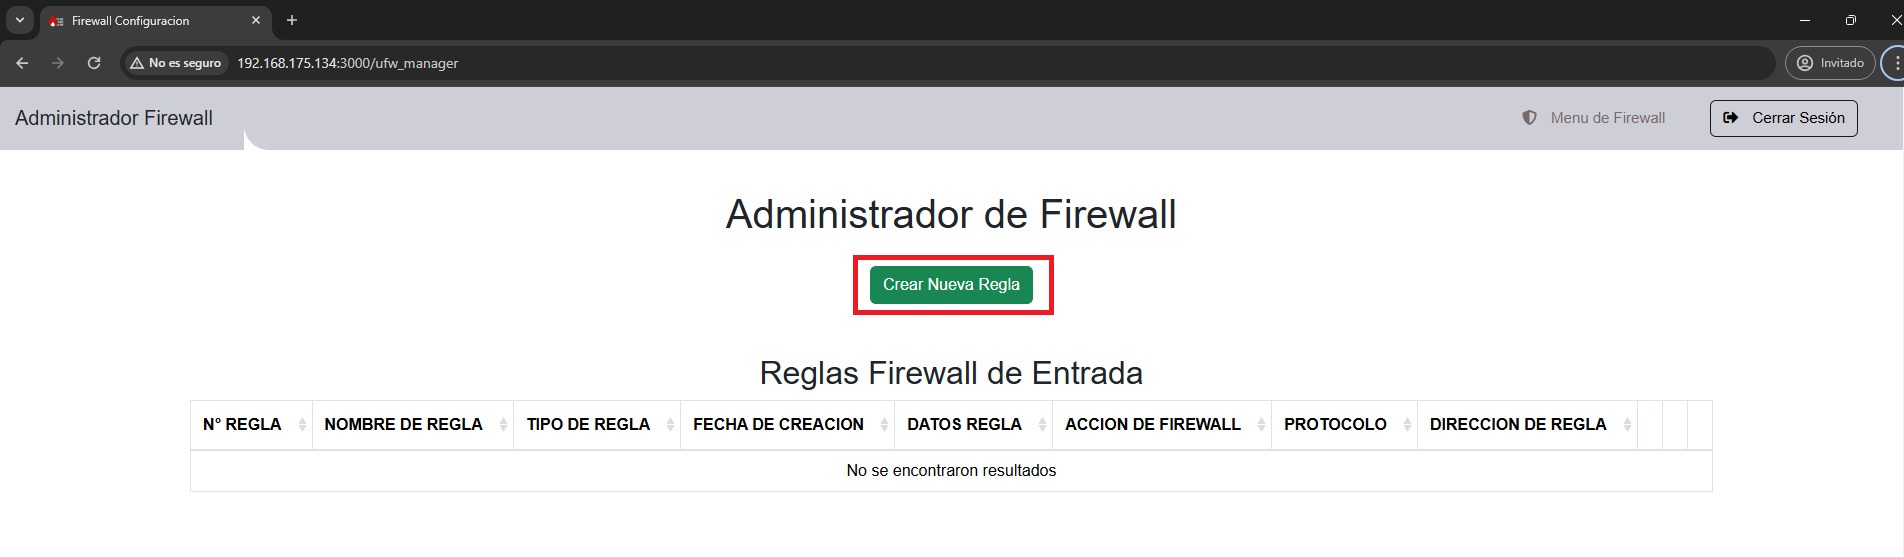 Firewall Configuracion
No es seguro 192.168.175.134:3000/ufw_manager Invitado
Administrador Firewall Menu de Firewall Cerrar Sesión
Administrador de Firewall
Crear Nueva Regla
Reglas Firewall de Entrada
N° REGLA NOMBRE DE REGLA TIPO DE REGLA FECHA DE CREACION DATOS REGLA ACCION DE FIREWALL PROTOCOLO DIRECCION DE REGLA
No se encontraron resultados